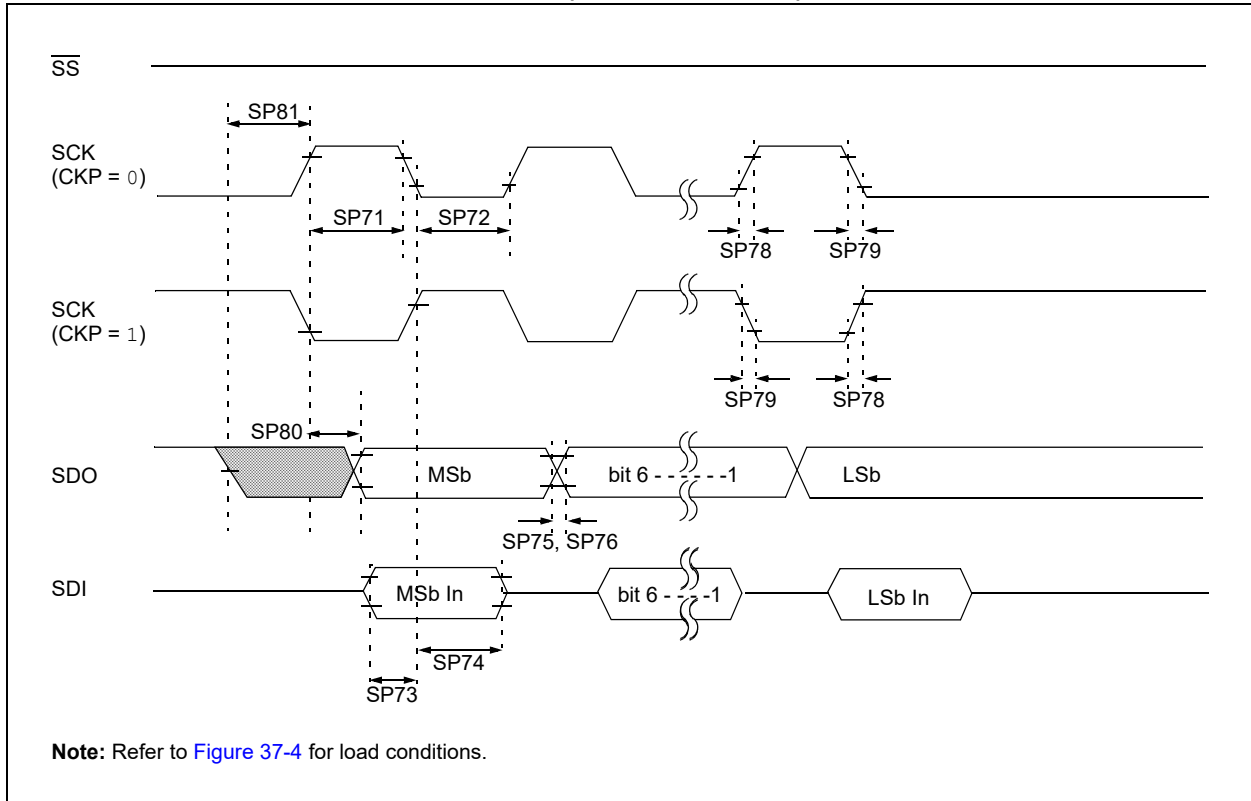 SS
SP81
SCK
(CKP = 0)
SP71
SP72
SP78
SP79
SCK
(CKP = 1)
SP79
SP78
SP80
SDO
MSb
bit 6 - - - - - -1
LSb
SP75, SP76
SDI
MSb In
bit 6 - - - -1
LSb In
SP74
SP73
Note: Refer to Figure 37-4 for load conditions.